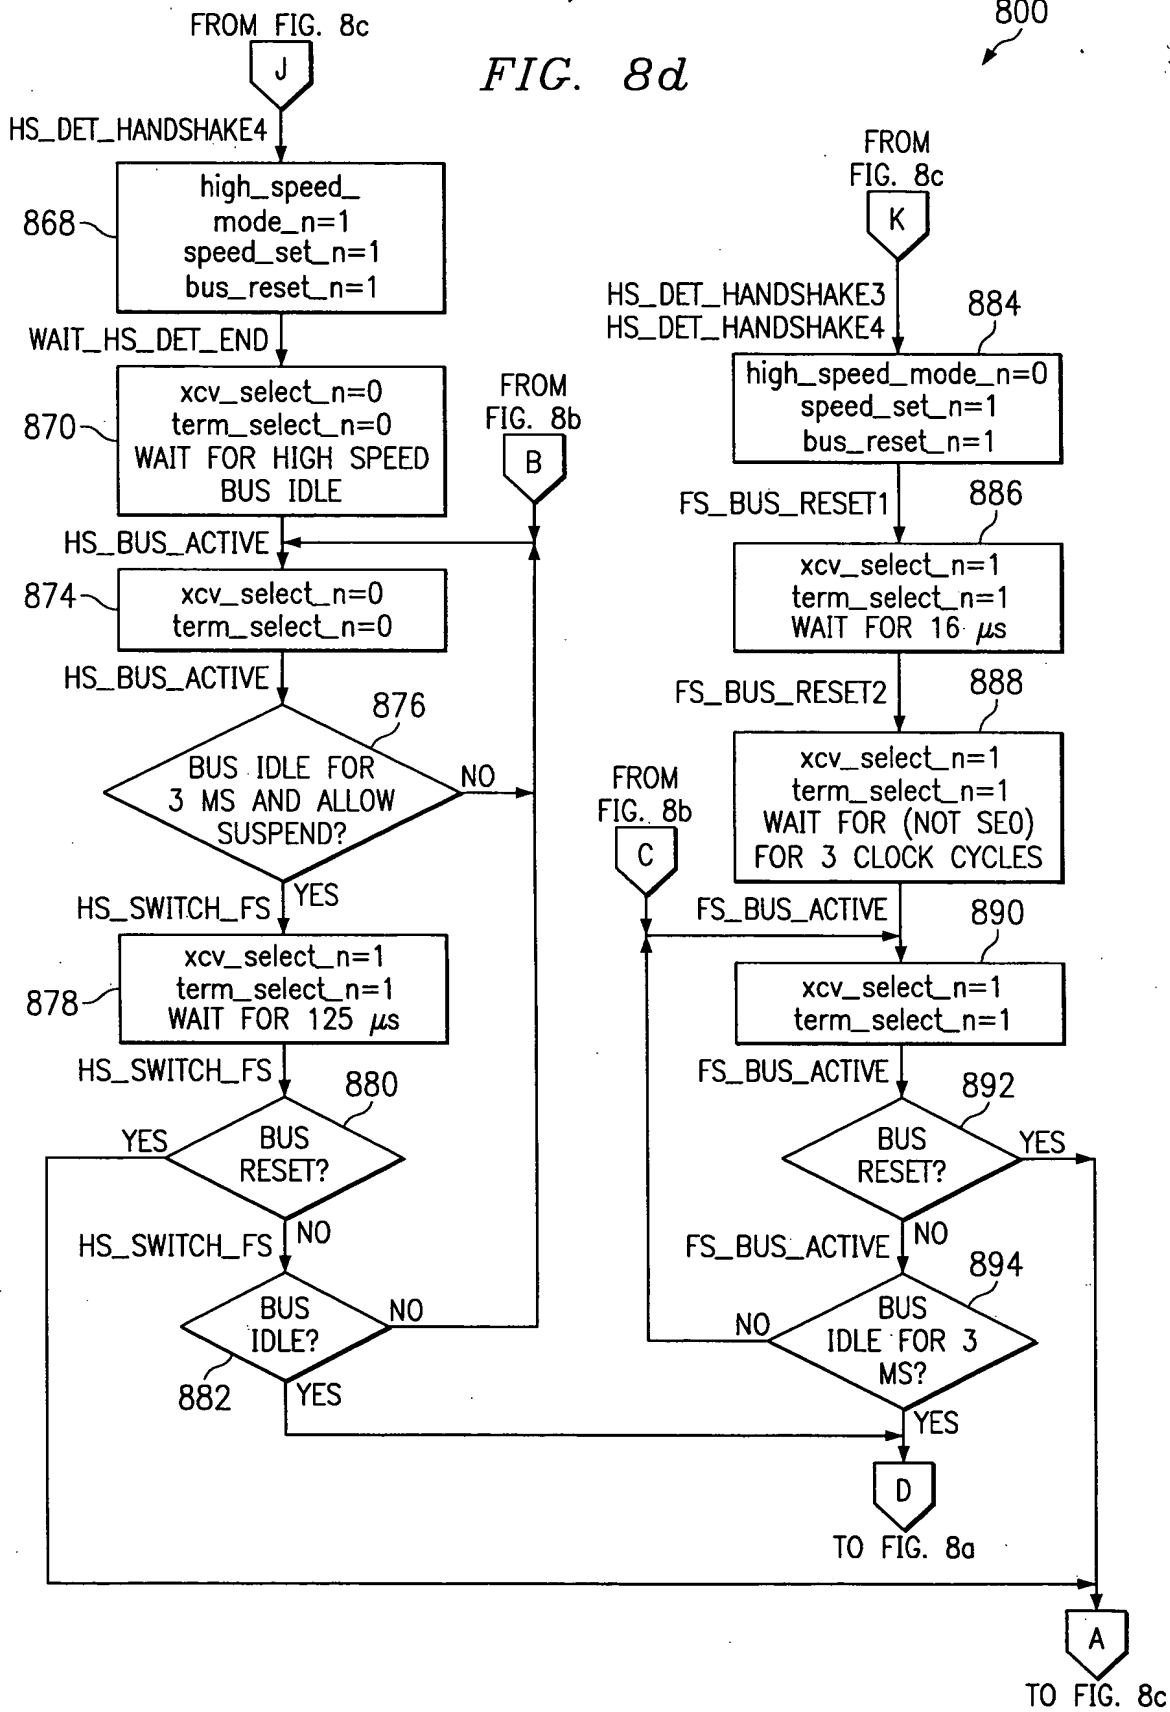 FROM FIG. 8c
J
FIG. 8d
800
HS_DET_HANDSHAKE4
868
high_speed_
mode_n=1
speed_set_n=1
bus_reset_n=1
WAIT_HS_DET_END
870
xcv_select_n=0
term_select_n=0
WAIT FOR HIGH SPEED
BUS IDLE
FROM
FIG. 8b
B
HS_BUS_ACTIVE
874
xcv_select_n=0
term_select_n=0
HS_BUS_ACTIVE
876
BUS IDLE FOR
3 MS AND ALLOW
SUSPEND?
NO
YES
HS_SWITCH_FS
878
xcv_select_n=1
term_select_n=1
WAIT FOR 125 μs
HS_SWITCH_FS
880
YES
BUS
RESET?
NO
HS_SWITCH_FS
BUS
IDLE?
NO
882
YES
FROM
FIG. 8c
K
HS_DET_HANDSHAKE3
HS_DET_HANDSHAKE4
884
high_speed_mode_n=0
speed_set_n=1
bus_reset_n=1
FS_BUS_RESET1
886
xcv_select_n=1
term_select_n=1
WAIT FOR 16 μs
FS_BUS_RESET2
888
xcv_select_n=1
term_select_n=1
WAIT FOR (NOT SE0)
FOR 3 CLOCK CYCLES
FROM
FIG. 8b
C
FS_BUS_ACTIVE
890
xcv_select_n=1
term_select_n=1
FS_BUS_ACTIVE
892
BUS
RESET?
YES
NO
FS_BUS_ACTIVE
894
BUS
IDLE FOR 3
MS?
NO
YES
D
TO FIG. 8a
A
TO FIG. 8c